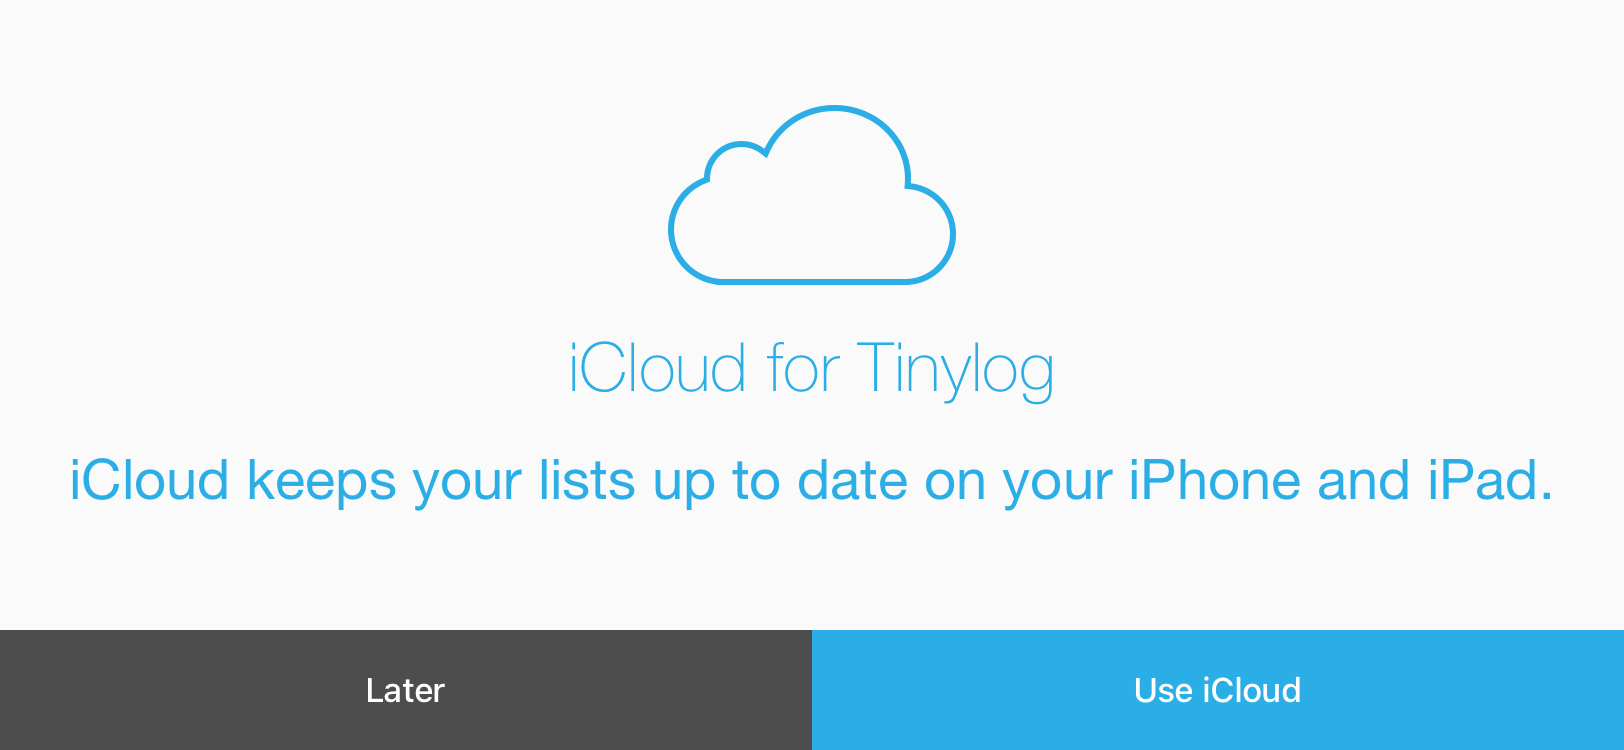 iCloud for Tinylog
iCloud keeps your lists up to date on your iPhone and iPad.
Later
Use iCloud